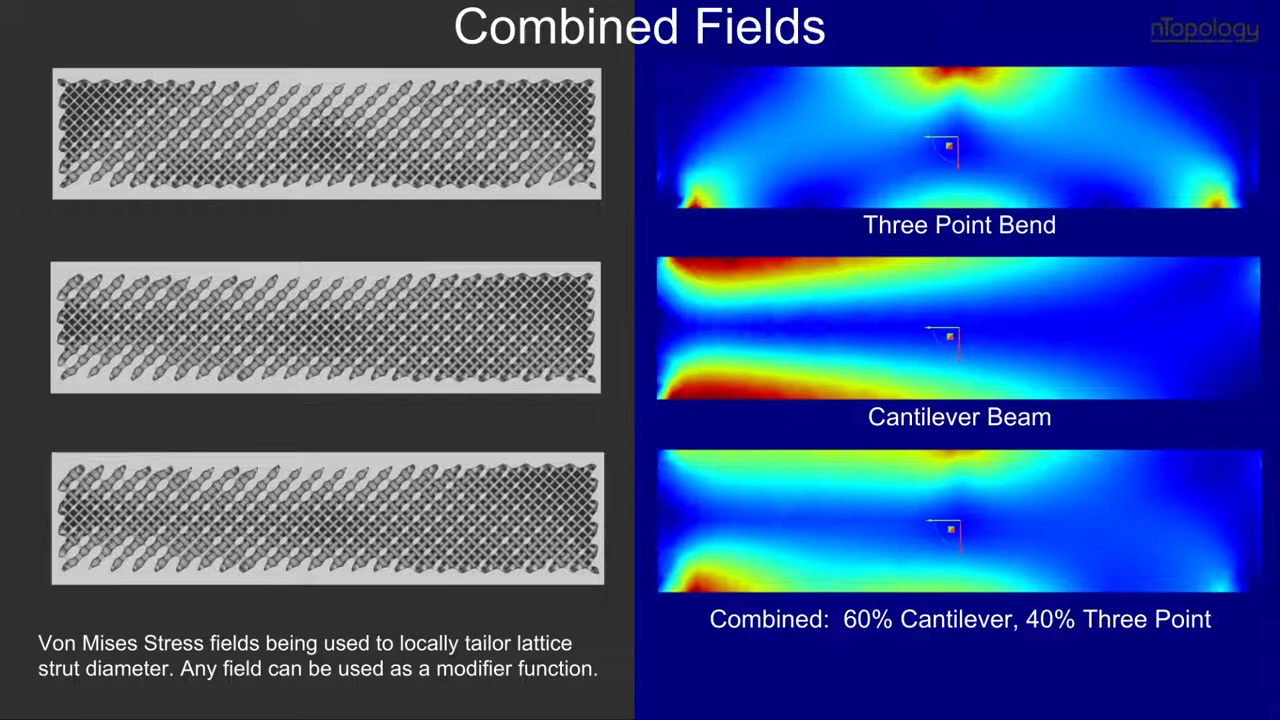 Combined Fields
nTopology
Three Point Bend
Cantilever Beam
Combined: 60% Cantilever, 40% Three Point
Von Mises Stress fields being used to locally tailor lattice
strut diameter. Any field can be used as a modifier function.